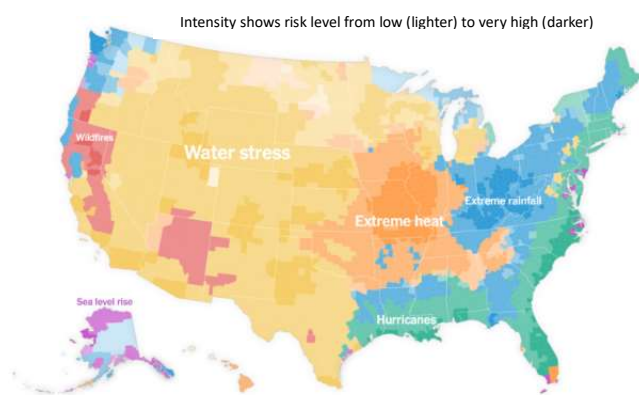 Intensity shows risk level from low (lighter) to very high (darker)
Wildfires
Water stress
Extreme rainfall
Extreme heat
Sea level rise
Hurricanes